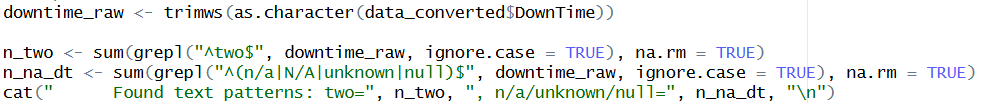 downtime_raw <- trimws(as.character(data_converted$DownTime))
n_two <- sum(grepl("^two$", downtime_raw, ignore.case = TRUE), na.rm = TRUE)
n_na_dt <- sum(grepl("^(n/a|N/A|unknown|null)$", downtime_raw, ignore.case = TRUE), na.rm = TRUE)
cat("      Found text patterns: two=", n_two, ", n/a/unknown/null=", n_na_dt, "\n")